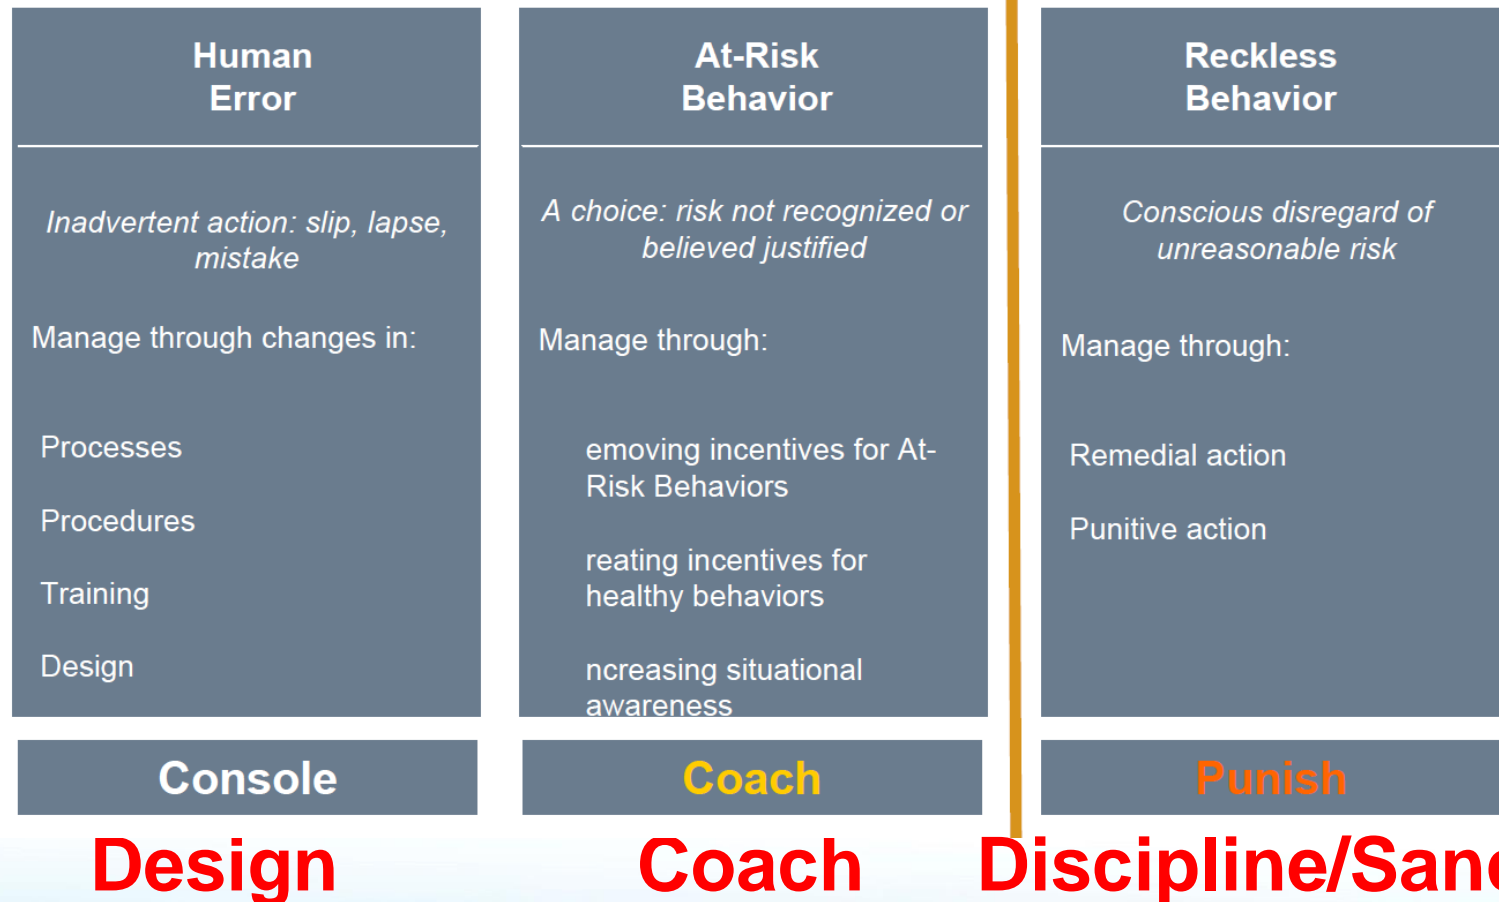 Human
Error
Inadvertent action: slip, lapse,
mistake
Manage through changes in:
Processes
Procedures
Training
Design
Console
Design
At-Risk
Behavior
A choice: risk not recognized or
believed justified
Manage through:
emoving incentives for At-
Risk Behaviors
reating incentives for
healthy behaviors
ncreasing situational
awareness
Coach
Coach
Reckless
Behavior
Conscious disregard of
unreasonable risk
Manage through:
Remedial action
Punitive action
Punish
Discipline/Sanc